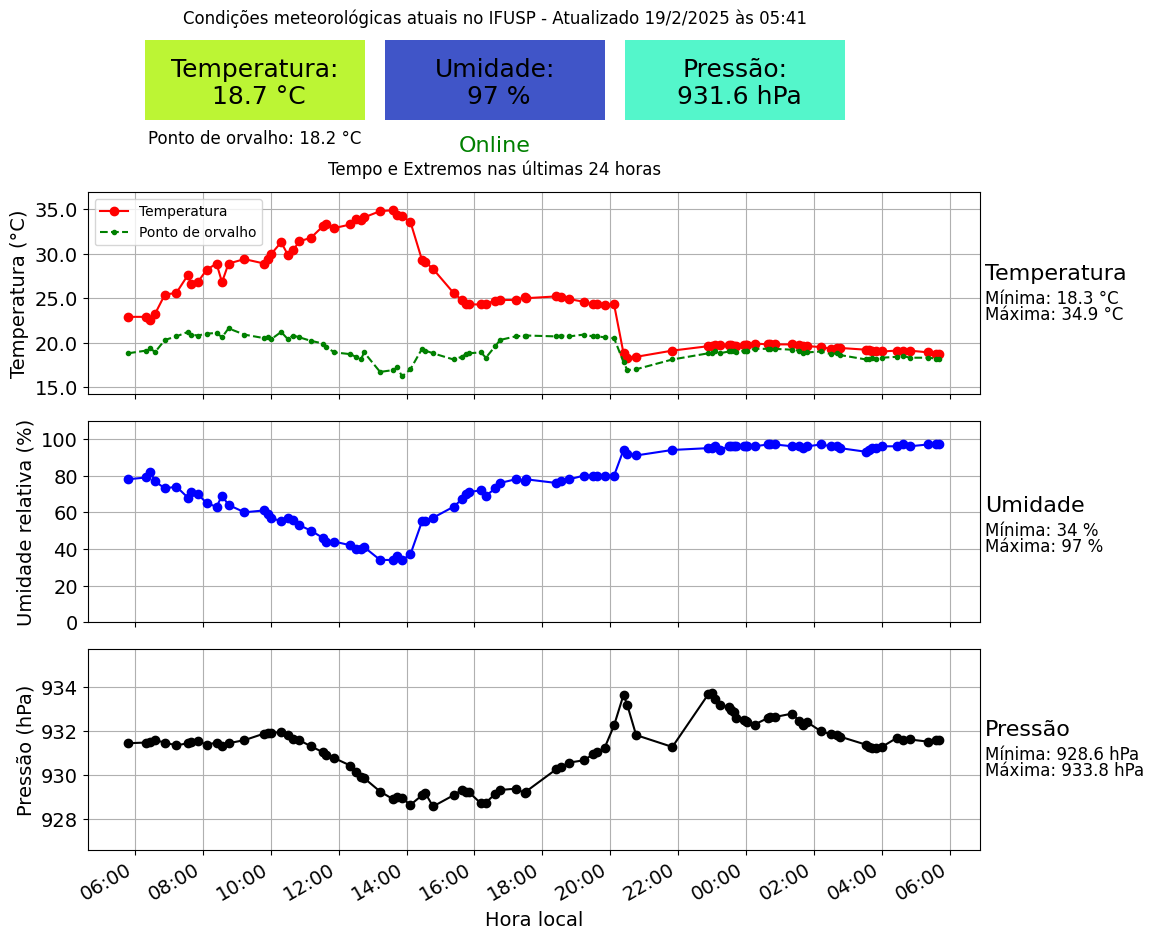 Condições meteorológicas atuais no IFUSP - Atualizado 19/2/2025 às 05:41
Temperatura:
18.7 °C
Umidade:
97 %
Pressão:
931.6 hPa
Ponto de orvalho: 18.2 °C
Online
Tempo e Extremos nas últimas 24 horas
Temperatura (°C)
35.0
30.0
25.0
20.0
15.0
Temperatura
Ponto de orvalho
Temperatura
Mínima: 18.3 °C
Máxima: 34.9 °C
Umidade relativa (%)
100
80
60
40
20
0
Umidade
Mínima: 34 %
Máxima: 97 %
Pressão (hPa)
934
932
930
928
Pressão
Mínima: 928.6 hPa
Máxima: 933.8 hPa
06:00
08:00
10:00
12:00
14:00
16:00
18:00
20:00
22:00
00:00
02:00
04:00
06:00
Hora local